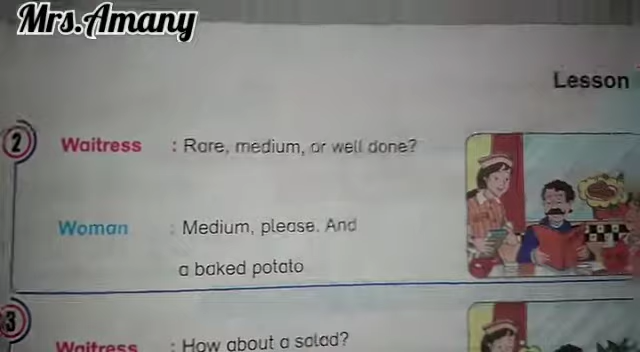 Mrs.Amany
Lesson
2 Waitress : Rare, medium, or well done?
Woman : Medium, please. And
a baked potato
3
Waitress : How about a salad?